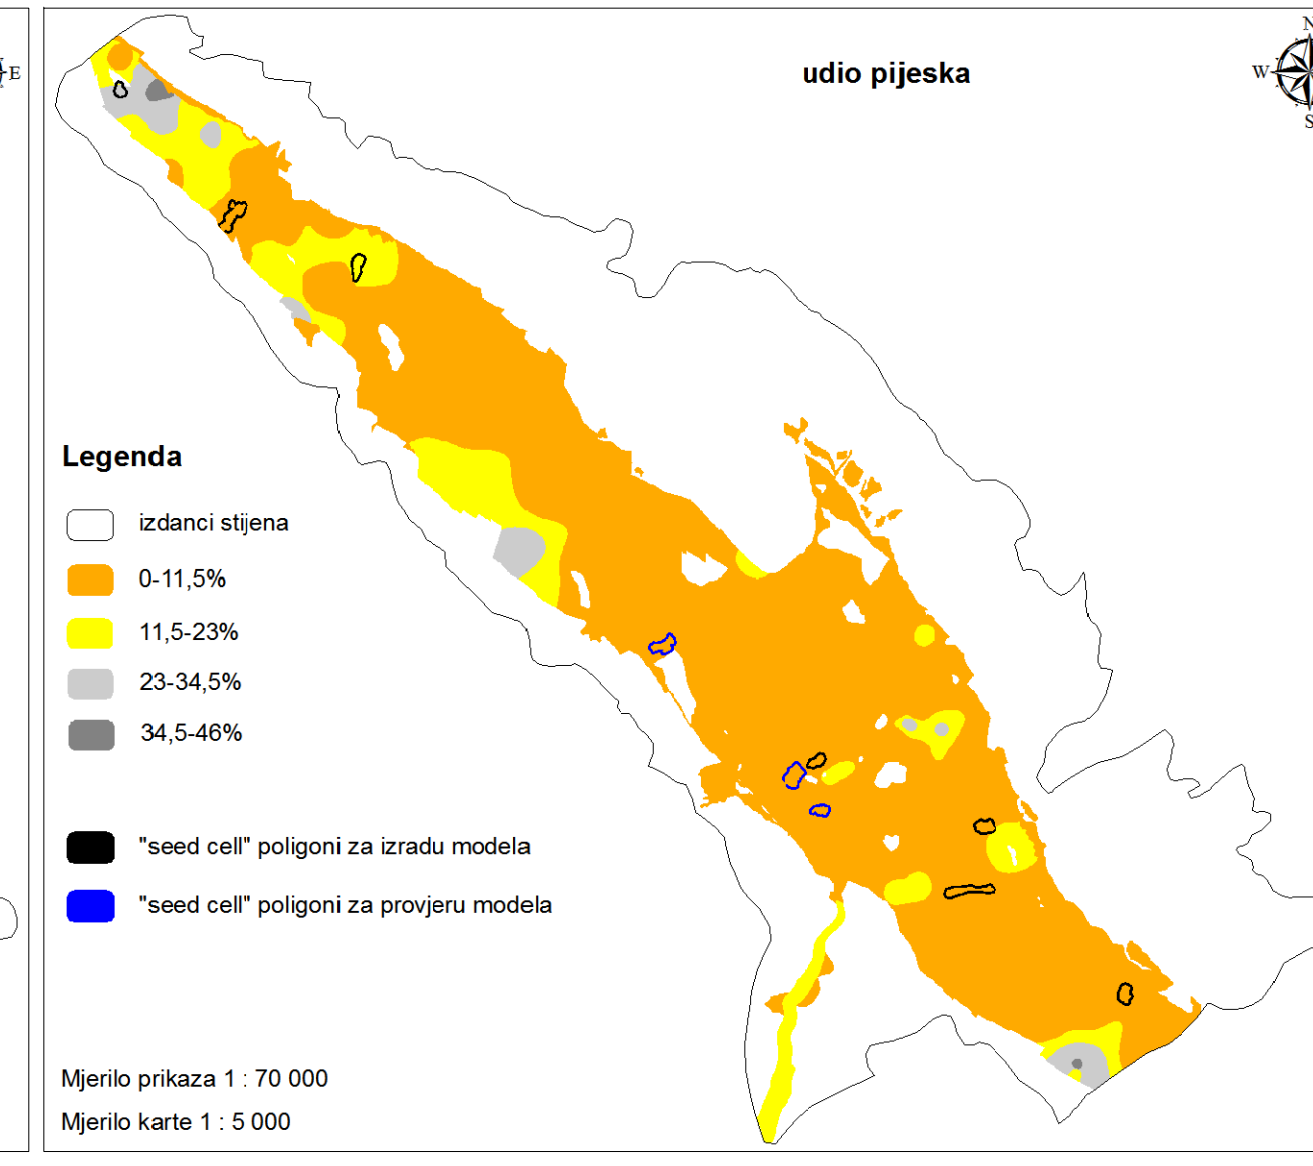 E
udio pijeska
N
W
S
Legenda
izdanci stijena
0-11,5%
11,5-23%
23-34,5%
34,5-46%
"seed cell" poligoni za izradu modela
"seed cell" poligoni za provjeru modela
Mjerilo prikaza 1 : 70 000
Mjerilo karte 1 : 5 000